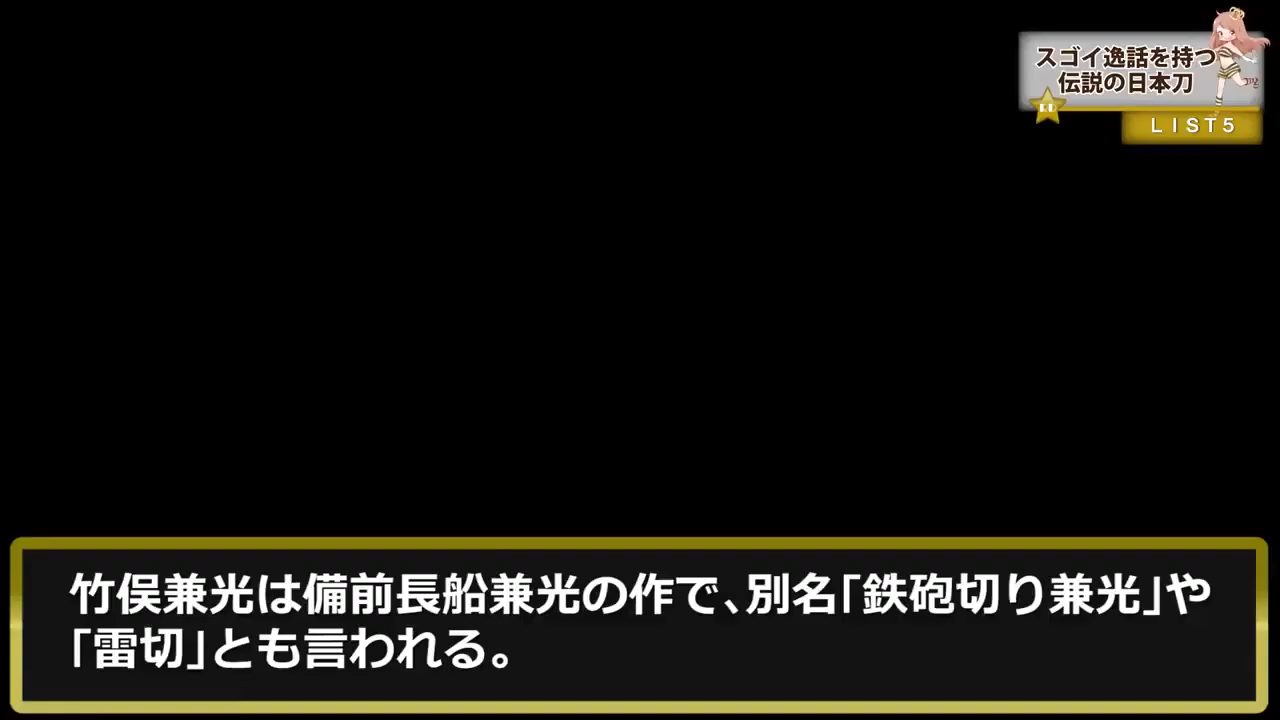 スゴイ逸話を持つ
伝説の日本刀
ＬＩＳＴ５
竹俣兼光は備前長船兼光の作で、別名「鉄砲切り兼光」や
「雷切」とも言われる。